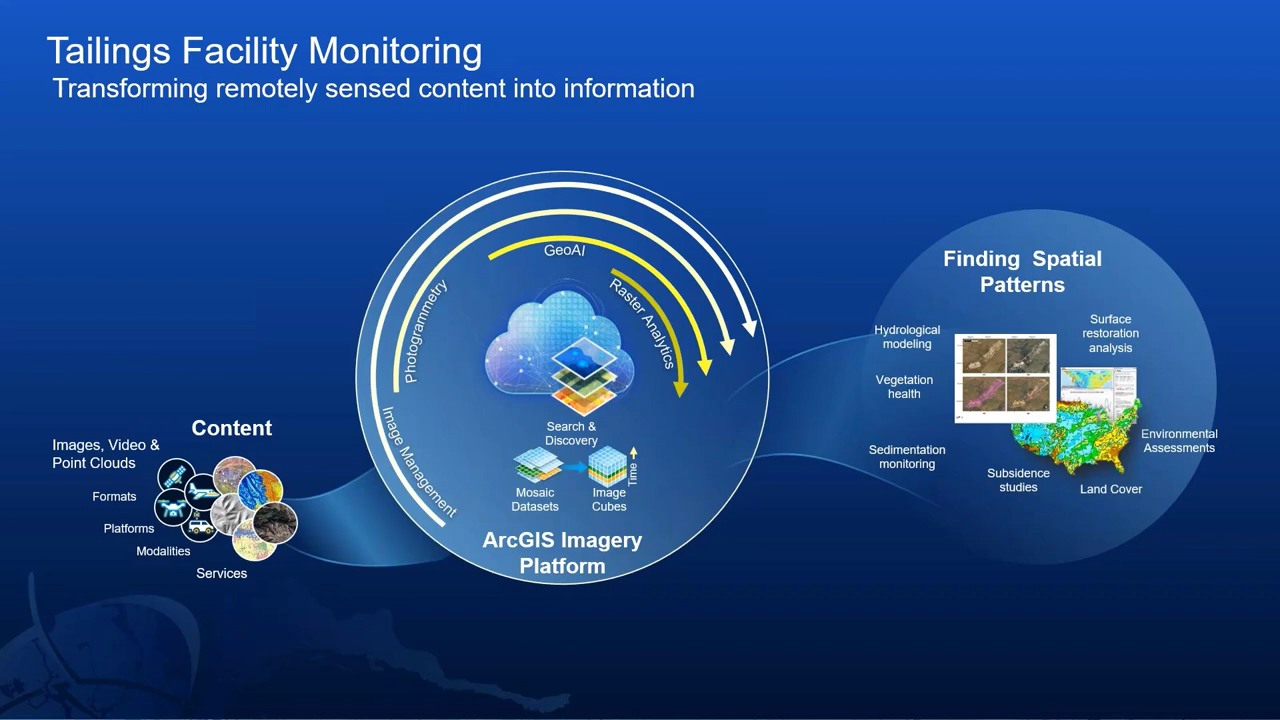 Tailings Facility Monitoring
Transforming remotely sensed content into information
Content
Images, Video &
Point Clouds
Formats
Platforms
Modalities
Services
Image Management
Photogrammetry
GeoAI
Raster Analytics
Search &
Discovery
Mosaic
Datasets
Image
Cubes
Time
ArcGIS Imagery
Platform
Finding Spatial
Patterns
Hydrological
modeling
Vegetation
health
Sedimentation
monitoring
Surface
restoration
analysis
Environmental
Assessments
Subsidence
studies
Land Cover